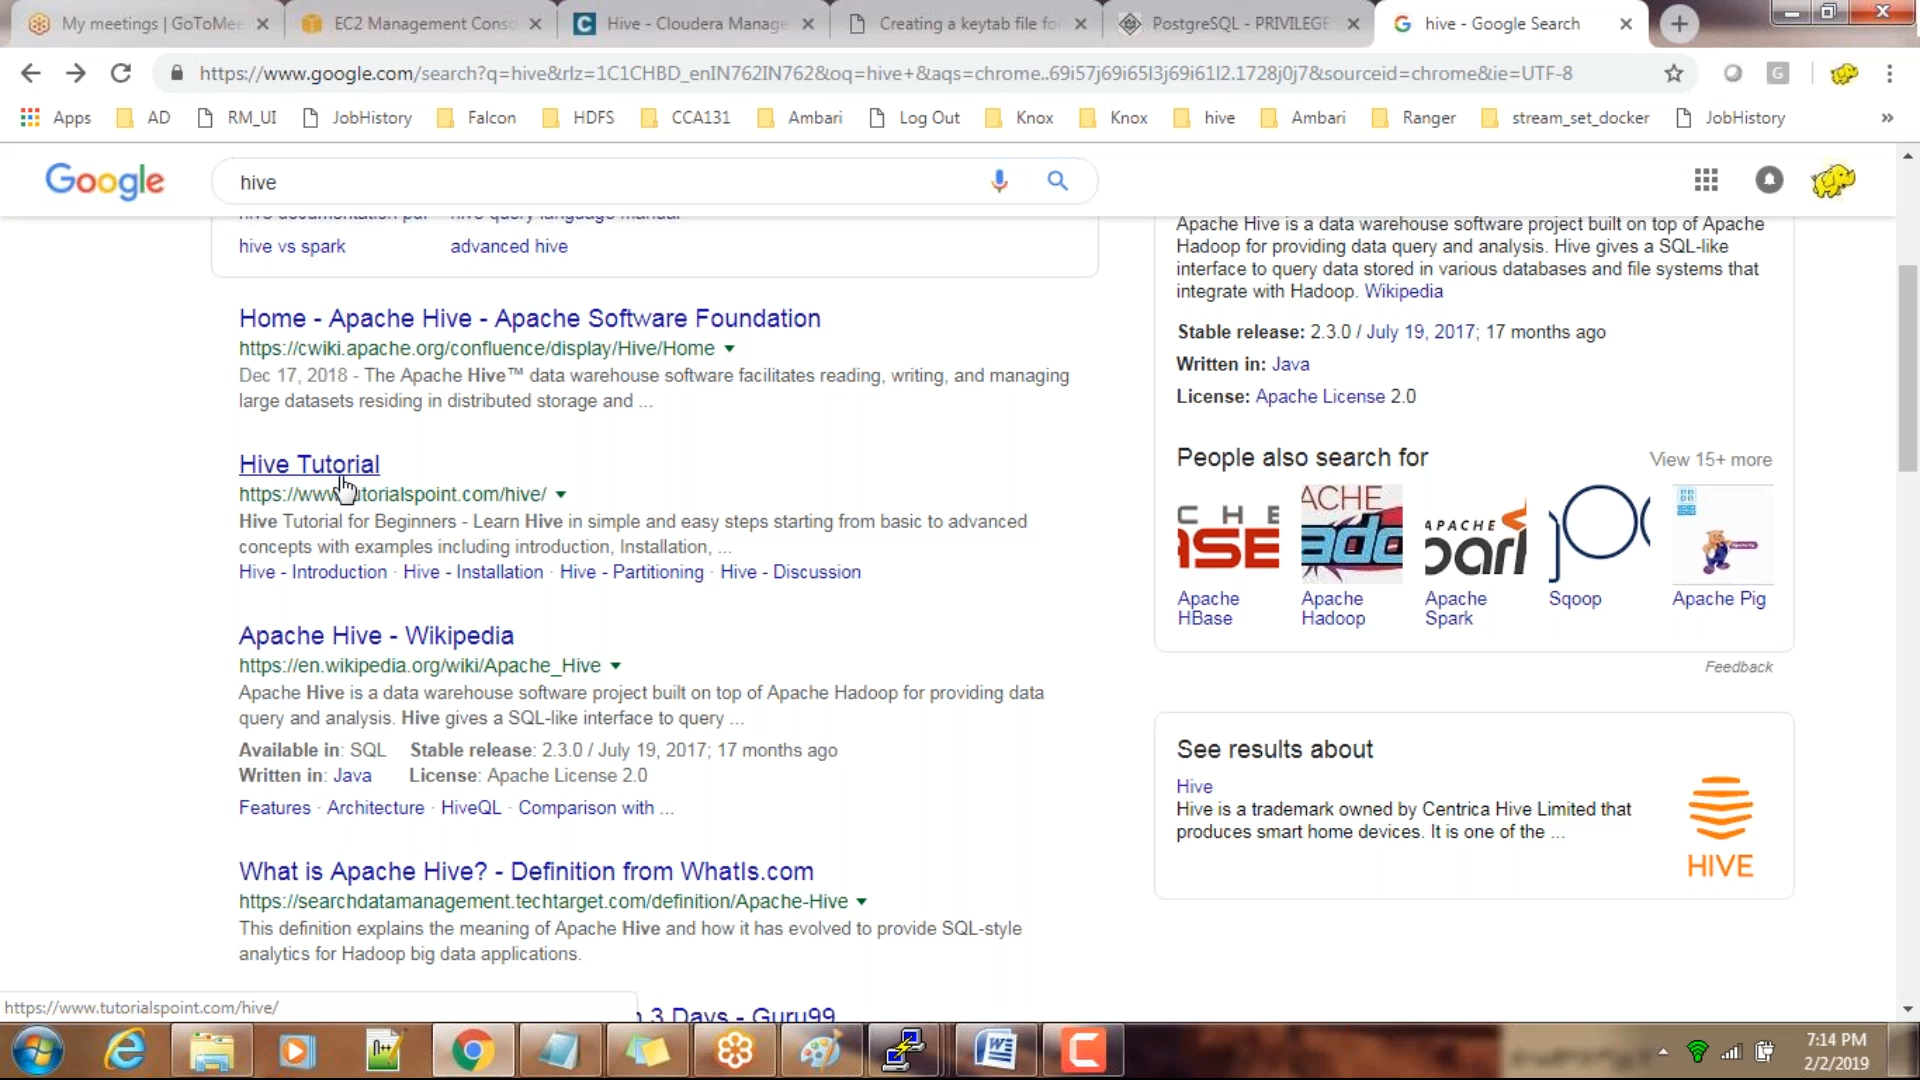 My meetings | GoToMee
EC2 Management Consc
Hive - Cloudera Manage
Creating a keytab file fo
PostgreSQL - PRIVILEGE
hive - Google Search
https://www.google.com/search?q=hive&rlz=1C1CHBD_enIN762IN762&oq=hive+&aqs=chrome..69i57j69i65l3j69i61l2.1728j0j7&sourceid=chrome&ie=UTF-8
Apps AD RM_UI JobHistory Falcon HDFS CCA131 Ambari Log Out Knox Knox hive Ambari Ranger stream_set_docker JobHistory »
Google
hive
hive documentation pdf hive query language manual
hive vs spark advanced hive
Home - Apache Hive - Apache Software Foundation
https://cwiki.apache.org/confluence/display/Hive/Home
Dec 17, 2018 - The Apache Hive™ data warehouse software facilitates reading, writing, and managing
large datasets residing in distributed storage and ...
Hive Tutorial
https://www.tutorialspoint.com/hive/
Hive Tutorial for Beginners - Learn Hive in simple and easy steps starting from basic to advanced
concepts with examples including introduction, Installation, ...
Hive - Introduction · Hive - Installation · Hive - Partitioning · Hive - Discussion
Apache Hive - Wikipedia
https://en.wikipedia.org/wiki/Apache_Hive
Apache Hive is a data warehouse software project built on top of Apache Hadoop for providing data
query and analysis. Hive gives a SQL-like interface to query ...
Available in: SQL Stable release: 2.3.0 / July 19, 2017; 17 months ago
Written in: Java License: Apache License 2.0
Features · Architecture · HiveQL · Comparison with ...
What is Apache Hive? - Definition from WhatIs.com
https://searchdatamanagement.techtarget.com/definition/Apache-Hive
This definition explains the meaning of Apache Hive and how it has evolved to provide SQL-style
analytics for Hadoop big data applications.
3 Days - Guru99
https://www.tutorialspoint.com/hive/
Apache Hive is a data warehouse software project built on top of Apache
Hadoop for providing data query and analysis. Hive gives a SQL-like
interface to query data stored in various databases and file systems that
integrate with Hadoop. Wikipedia
Stable release: 2.3.0 / July 19, 2017; 17 months ago
Written in: Java
License: Apache License 2.0
People also search for
View 15+ more
CHE
ASE
ACHE
adoo
APACHE
park
Apache HBase
Apache Hadoop
Apache Spark
Sqoop
Apache Pig
Feedback
See results about
Hive
Hive is a trademark owned by Centrica Hive Limited that
produces smart home devices. It is one of the ...
HIVE
7:14 PM
2/2/2019